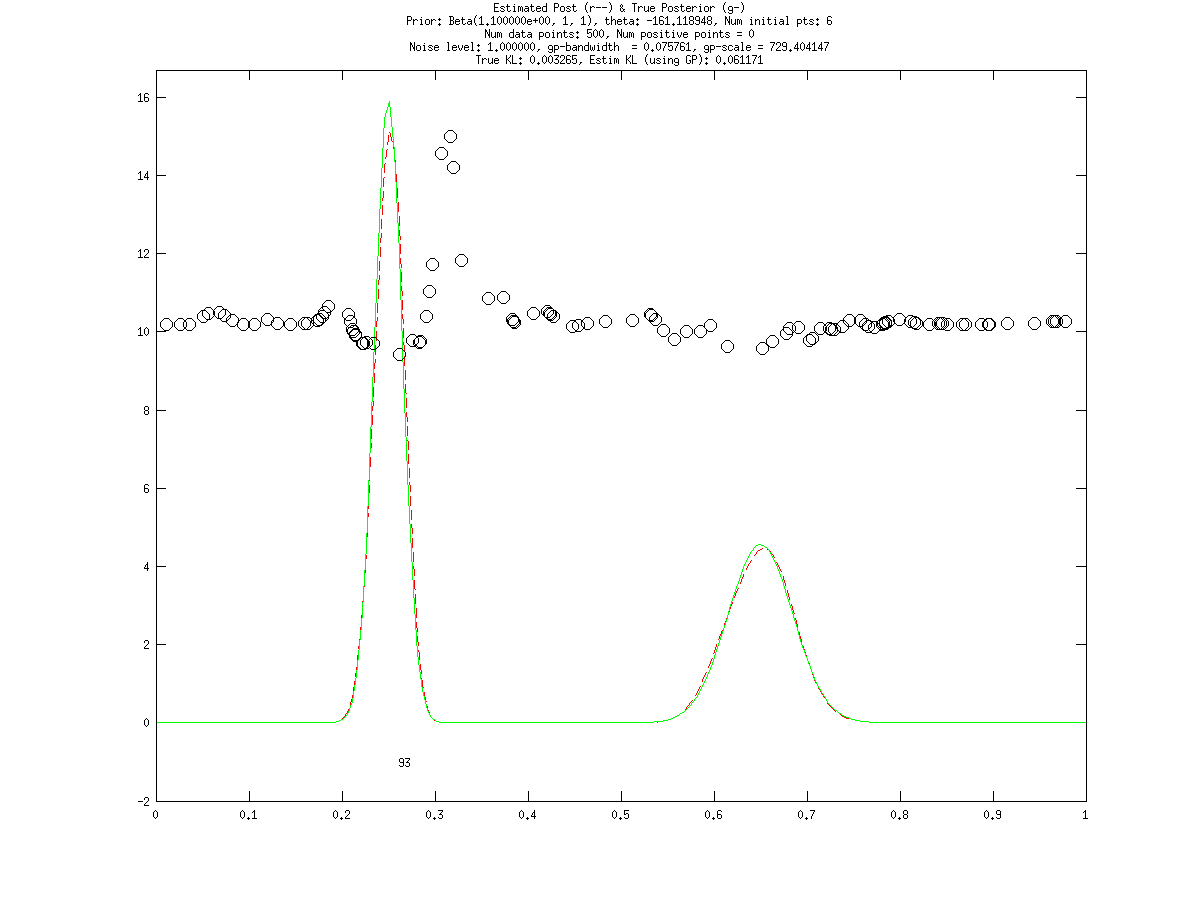 Estimated Post (r--) & True Posterior (g-)
Prior: Beta(1.100000e+00, 1, 1), theta: -161.118948, Num initial pts: 6
Num data points: 500, Num positive points = 0
Noise level: 1.000000, gp-bandwidth  = 0.075761, gp-scale = 729.404147
True KL: 0.003265, Estim KL (using GP): 0.061171
16
14
12
10
8
6
4
2
0
93
-2
0 0.1 0.2 0.3 0.4 0.5 0.6 0.7 0.8 0.9 1